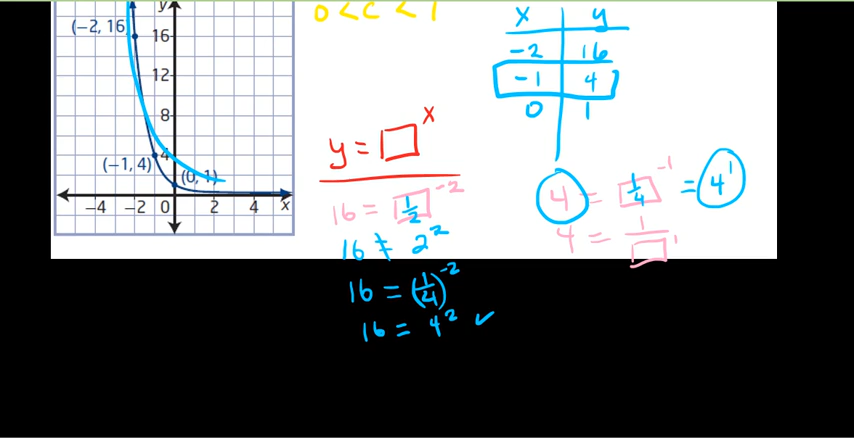 0 < c < 1
y
(-2, 16)
16
12
8
4
(-1, 4)
(0, 1)
-4 -2 0 2 4 x
x y
-2 16
-1 4
0 1
y = □^x
16 = [1/2]^-2
16 ≠ 2^2
16 = (1/4)^-2
16 = 4^2 ✓
4 = [1/4]^-1 = 4^1
4 = 1/□^1